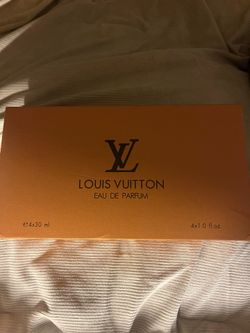 LV
LOUIS VUITTON
EAU DE PARFUM
℮4x30 ml
4x1.0 fl.oz.